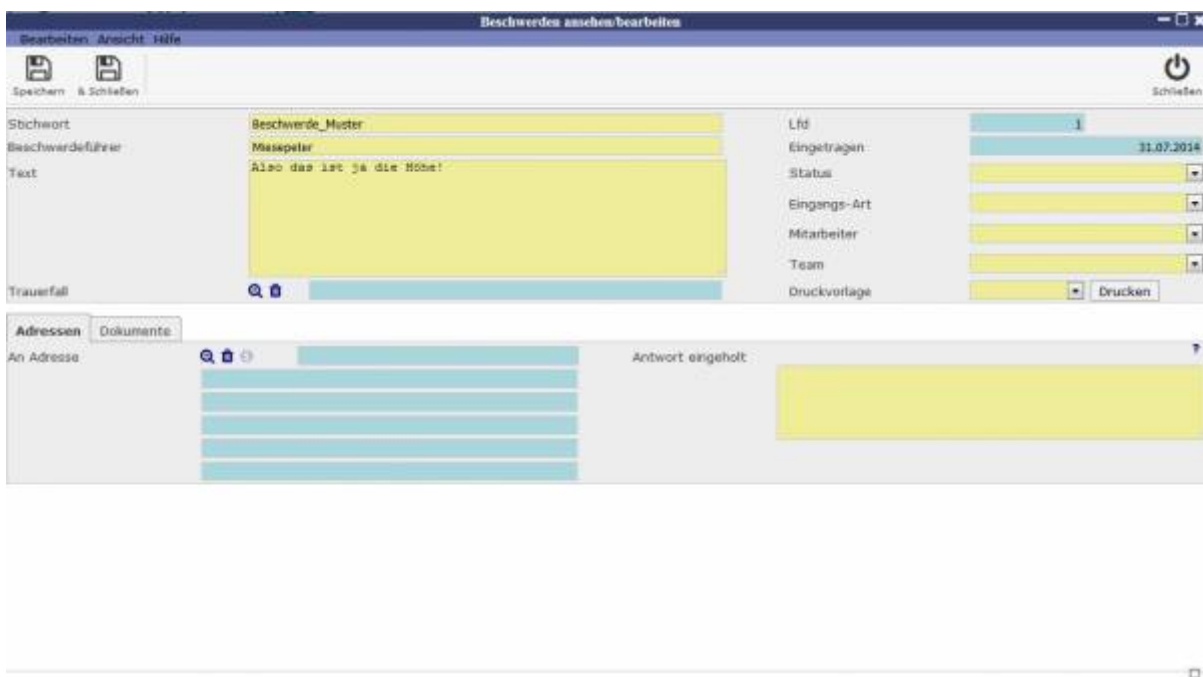 Beschwerden ansehen/bearbeiten
Bearbeiten Ansicht Hilfe
Speichern & Schließen Schließen
Stichwort Beschwerde_Muster Lfd 1
Beschwerdeführer Miesepeter Eingetragen 31.07.2014
Text Also das ist ja die Höhe! Status
Eingangs-Art
Mitarbeiter
Team
Trauerfall Druckvorlage Drucken
Adressen Dokumente
An Adresse Antwort eingeholt ?